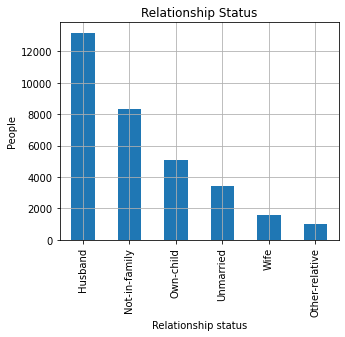 Relationship Status
12000
10000
8000
6000
4000
2000
0
People
Husband
Not-in-family
Own-child
Unmarried
Wife
Other-relative
Relationship status